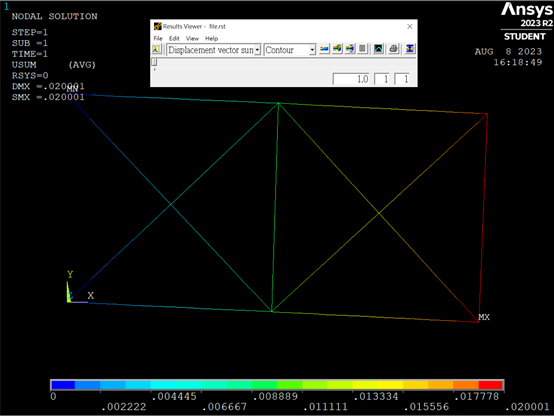 1
NODAL SOLUTION
STEP=1
SUB =1
TIME=1
USUM (AVG)
RSYS=0
DMX =.020001
SMX =.020001
MN
Results Viewer - file.rst
File Edit View Help
Displacement vector sum Contour
1.0 1 1
Ansys
2023 R2
STUDENT
AUG 8 2023
16:18:49
Y
X
MX
0 .004445 .008889 .013334 .017778
.002222 .006667 .011111 .015556 .020001